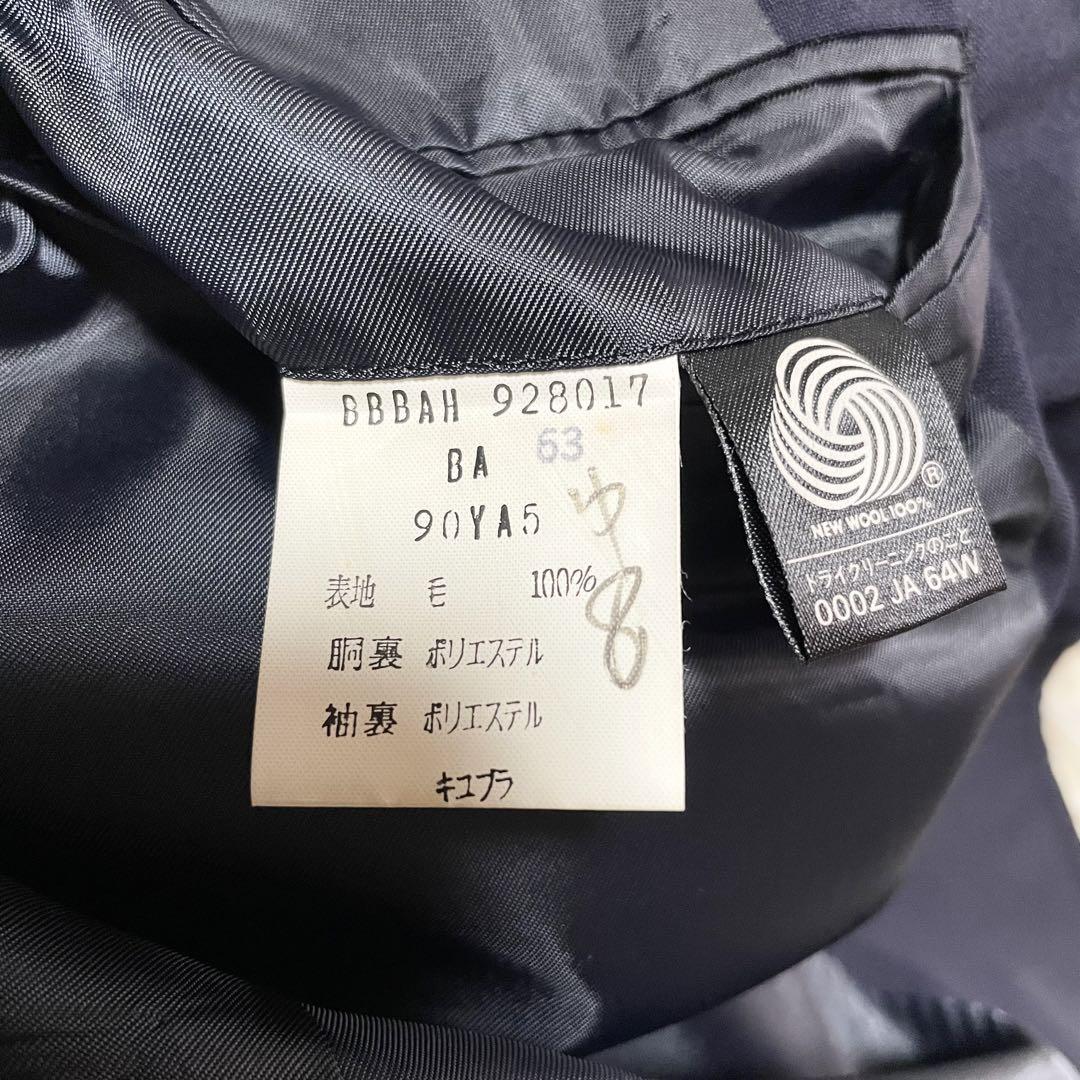 BBBAH 928017
BA 63
90YA5
ゆ
8
表地 毛 100%
胴裏 ポリエステル
袖裏 ポリエステル
キュプラ
NEW WOOL 100%
®
ドライクリーニングのこと
0002 JA 64W